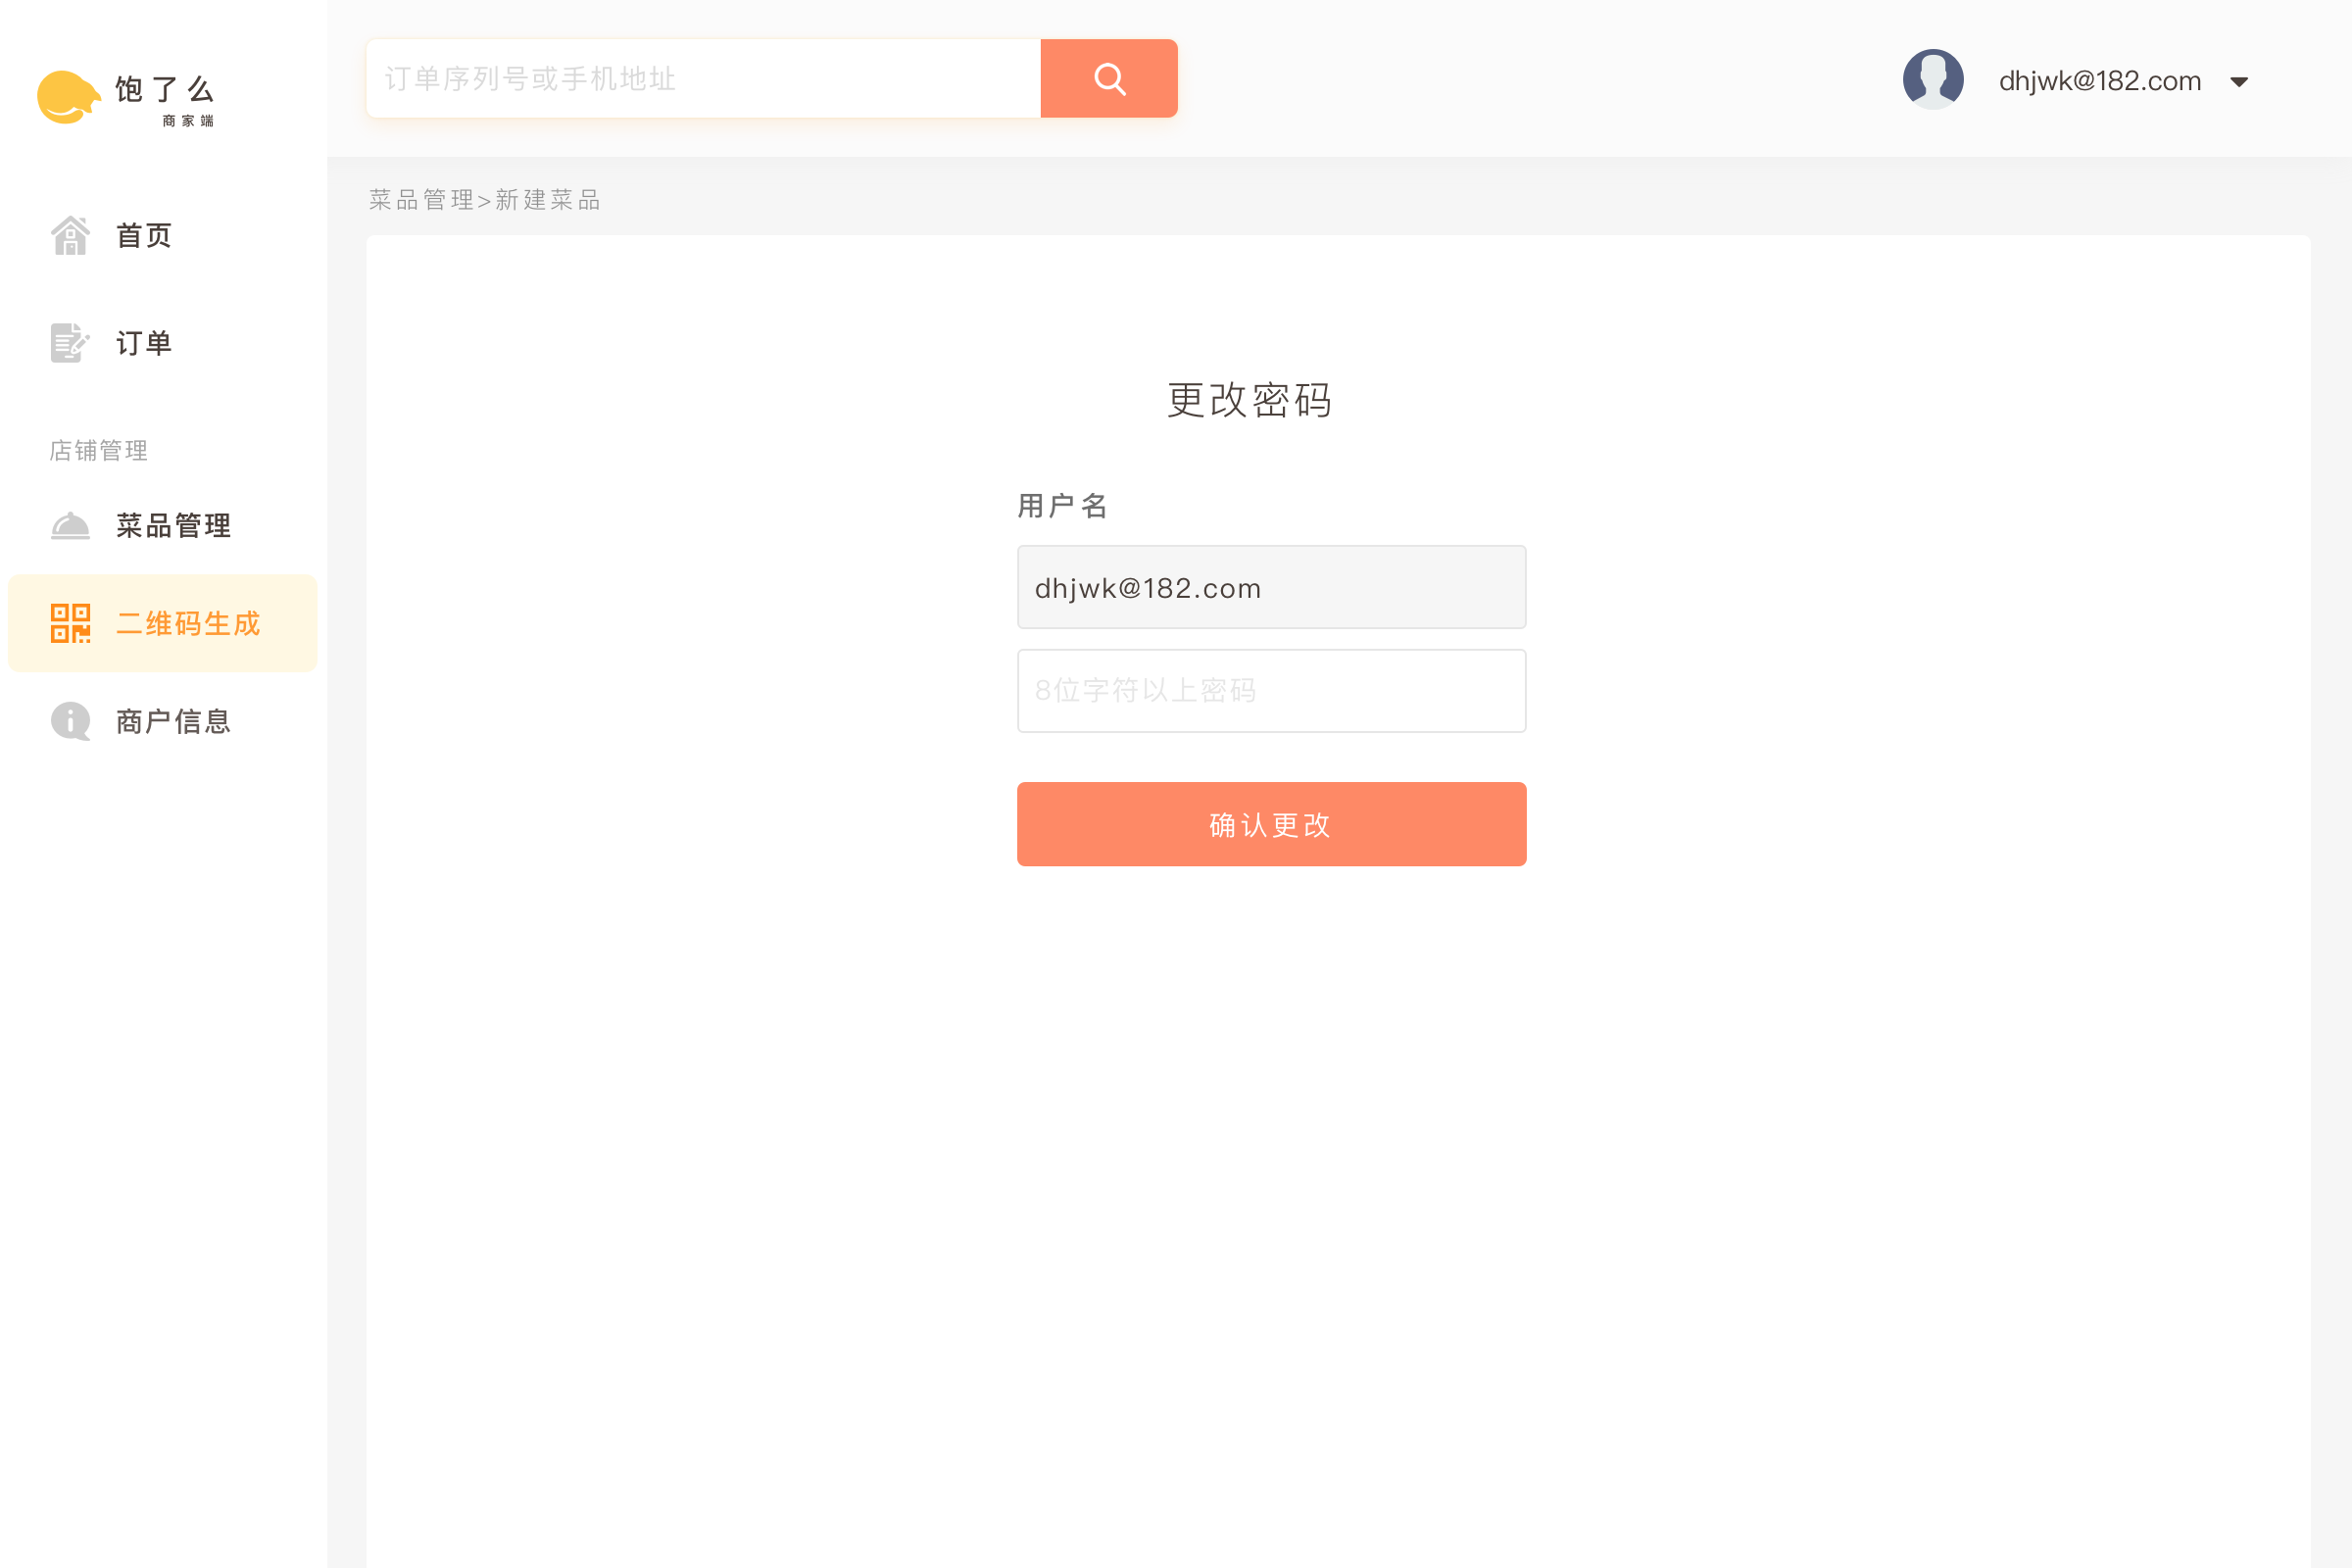 饱了么
商家端
订单序列号或手机地址
dhjwk@182.com
首页
订单
店铺管理
菜品管理
二维码生成
商户信息
菜品管理>新建菜品
更改密码
用户名
dhjwk@182.com
8位字符以上密码
确认更改